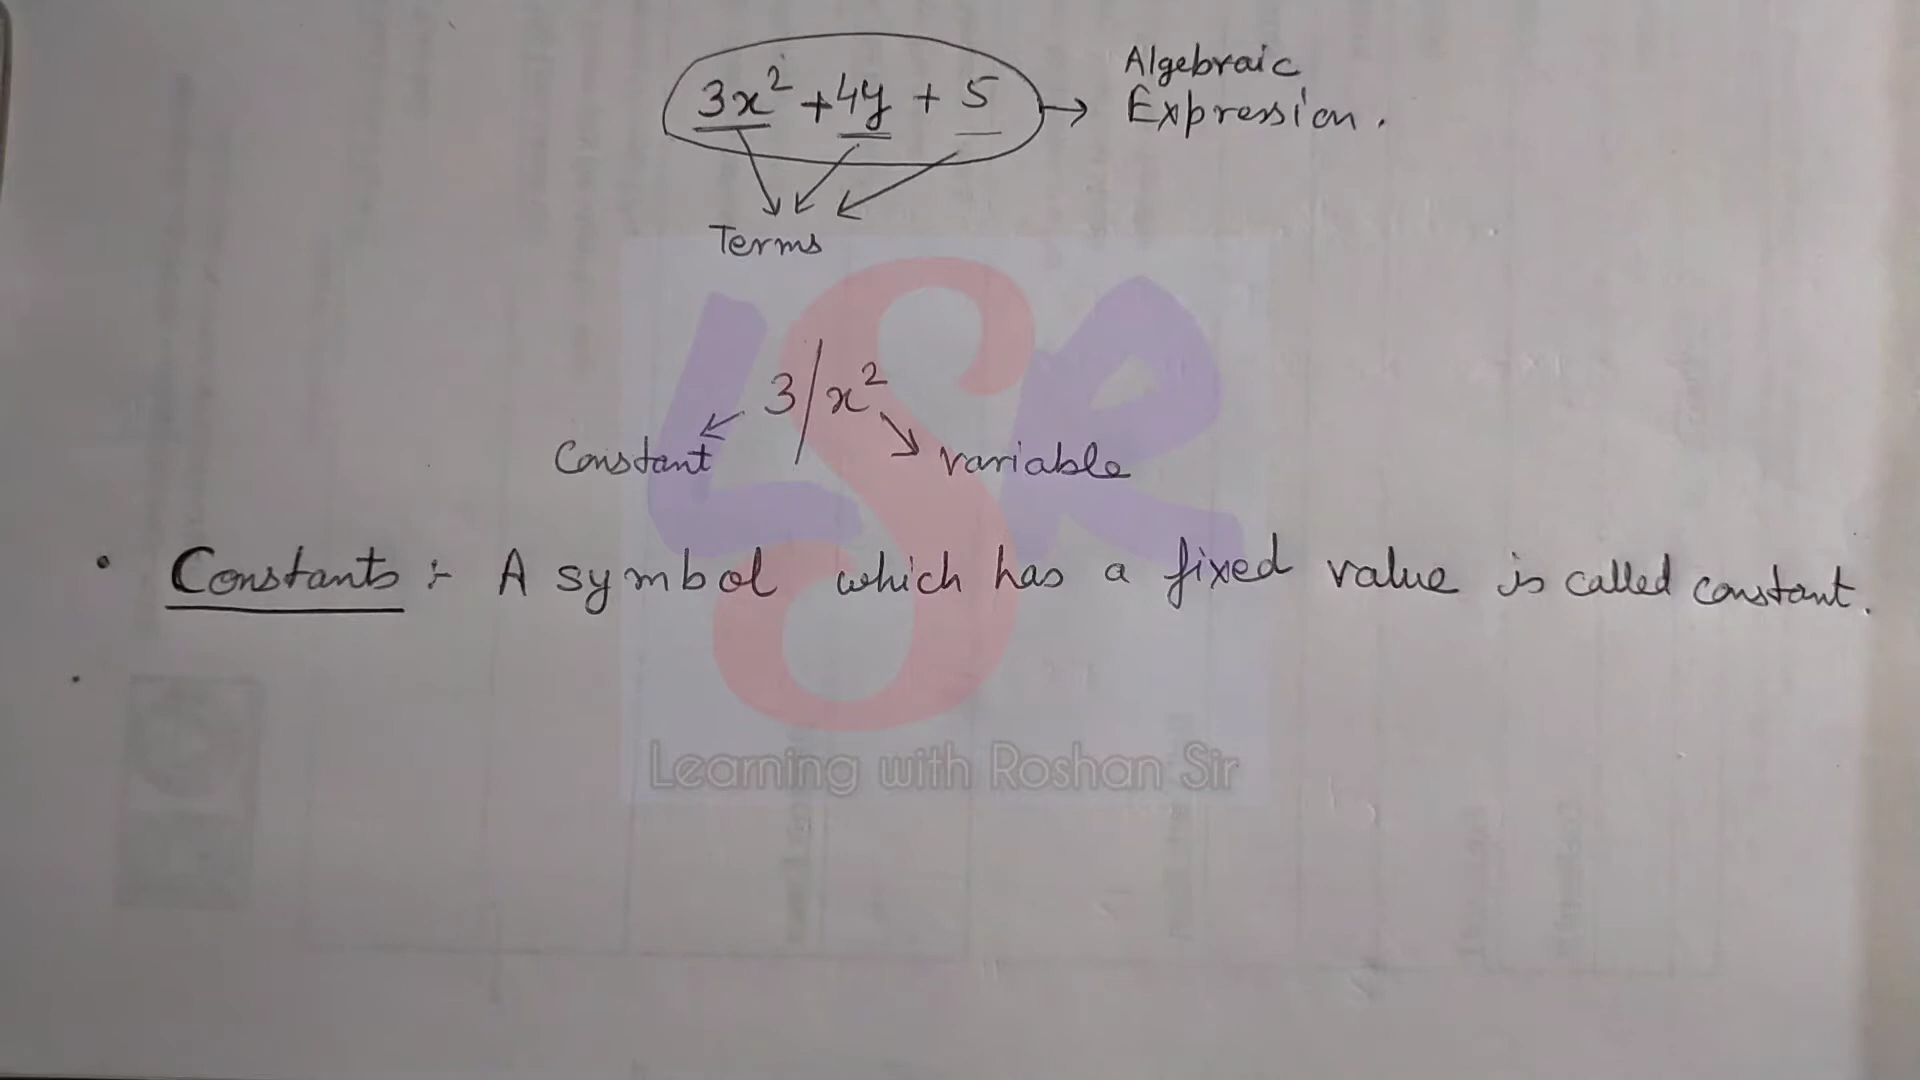 3x² + 4y + 5 → Algebraic
Expression.
Terms
3/x²
Constant variable
• Constants :- A symbol which has a fixed value is called constant.
LSR
Learning with Roshan Sir